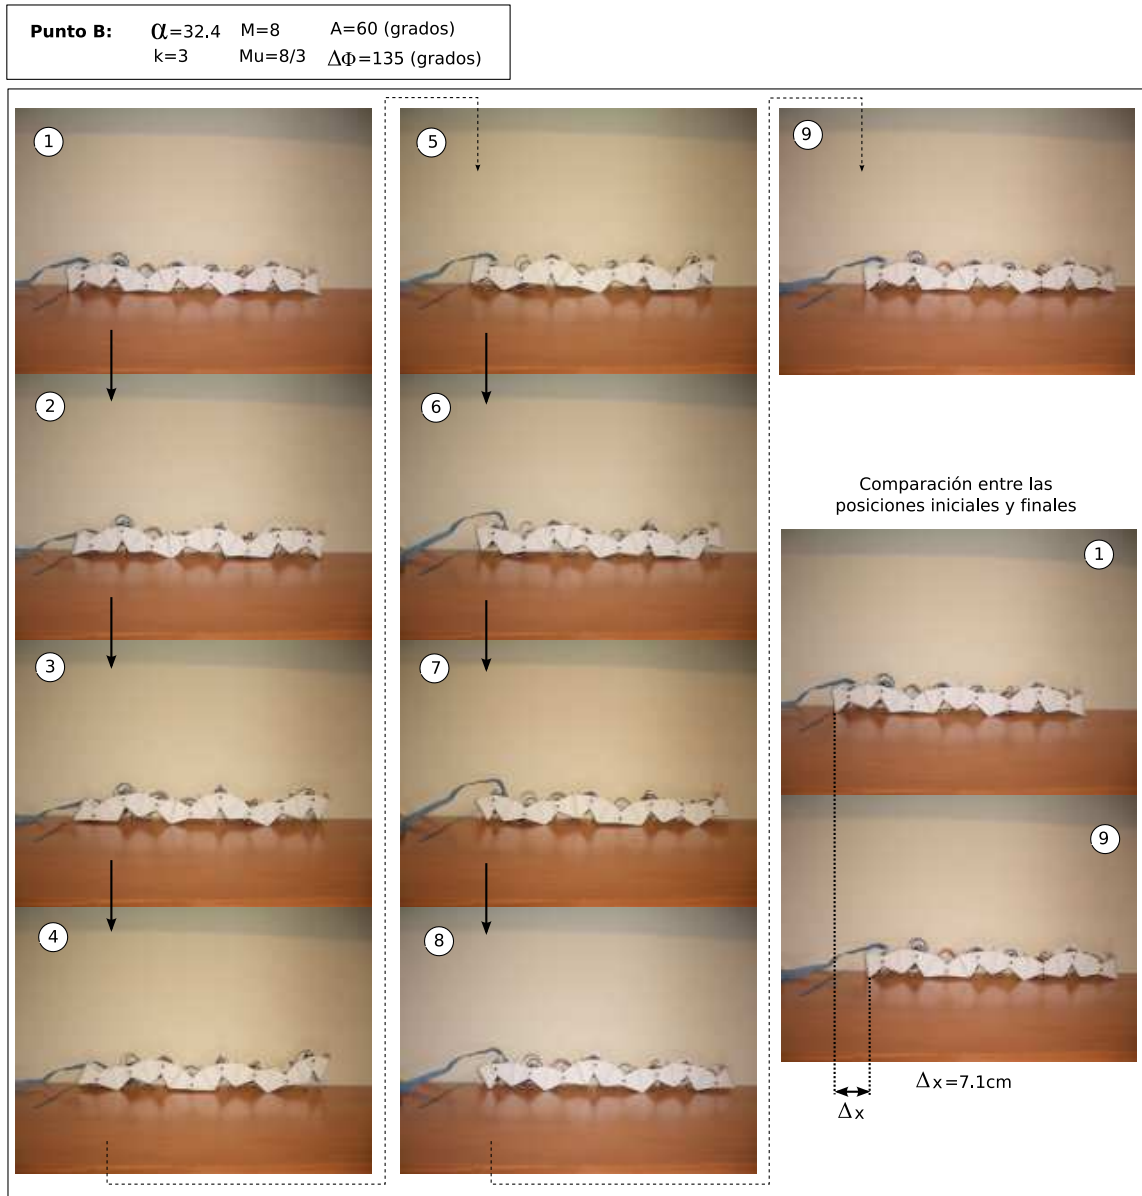 Punto B: α=32.4 M=8 A=60 (grados)
k=3 Mu=8/3 ΔΦ=135 (grados)
1
2
3
4
5
6
7
8
9
Comparación entre las
posiciones iniciales y finales
1
9
Δx=7.1cm
Δx